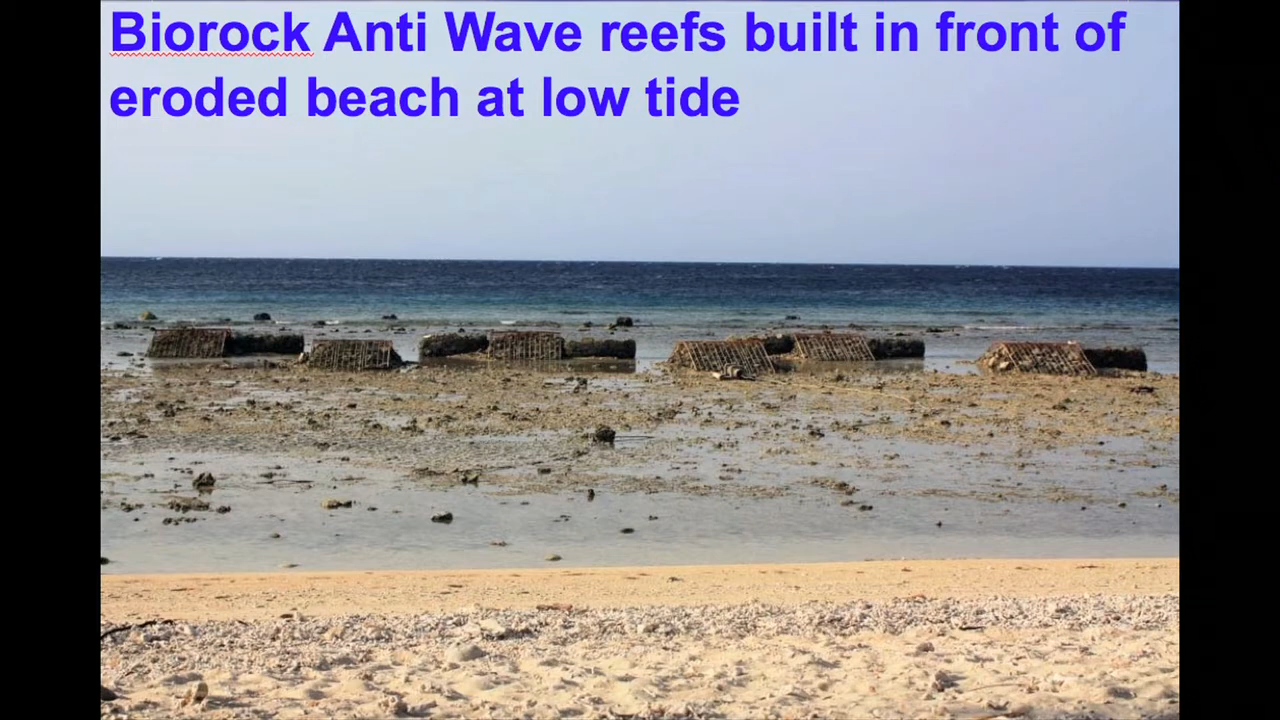 Biorock Anti Wave reefs built in front of
eroded beach at low tide